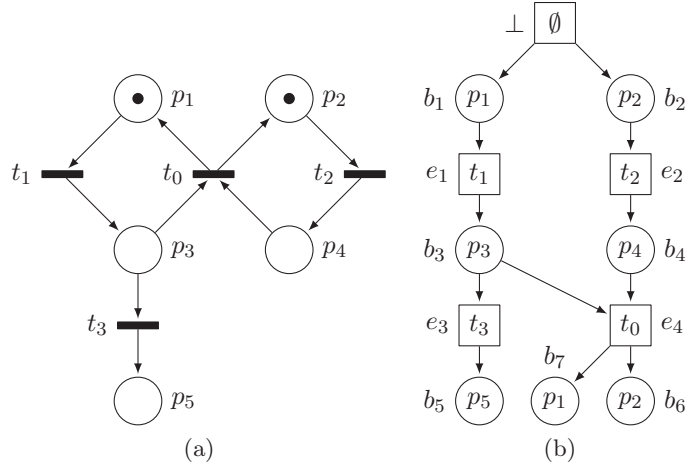 ⊥ ∅
p₁ p₂ b₁ p₁ p₂ b₂
t₁ t₀ t₂ e₁ t₁ t₂ e₂
p₃ p₄ b₃ p₃ p₄ b₄
t₃ e₃ t₃ t₀ e₄
b₇
p₅ b₅ p₅ p₁ p₂ b₆
(a) (b)